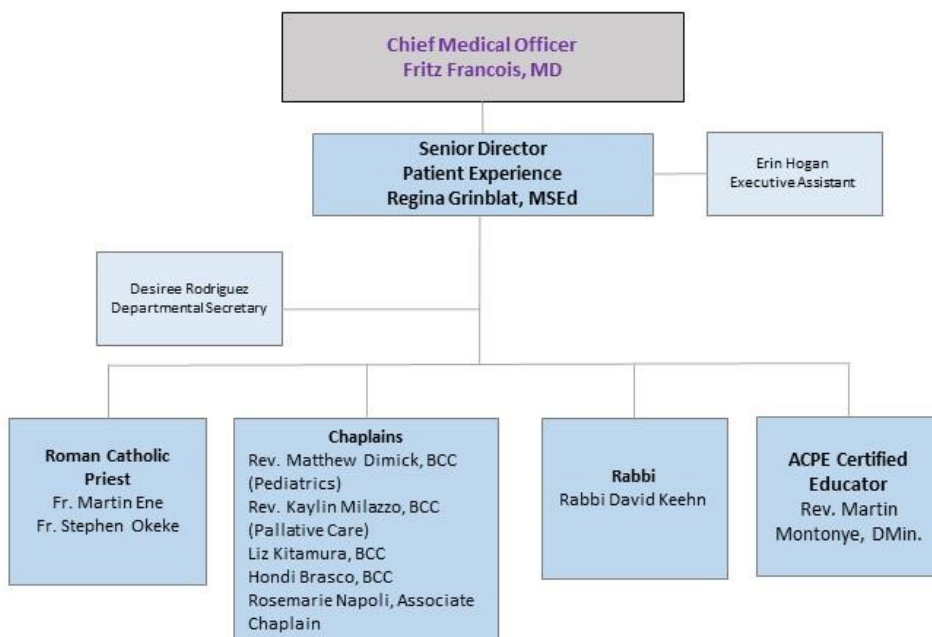 Chief Medical Officer
Fritz Francois, MD
Senior Director
Patient Experience
Regina Grinblat, MSEd
Erin Hogan
Executive Assistant
Desiree Rodriguez
Departmental Secretary
Roman Catholic
Priest
Fr. Martin Ene
Fr. Stephen Okeke
Chaplains
Rev. Matthew Dimick, BCC
(Pediatrics)
Rev. Kaylin Milazzo, BCC
(Pallative Care)
Liz Kitamura, BCC
Hondi Brasco, BCC
Rosemarie Napoli, Associate
Chaplain
Rabbi
Rabbi David Keehn
ACPE Certified
Educator
Rev. Martin
Montonye, DMin.